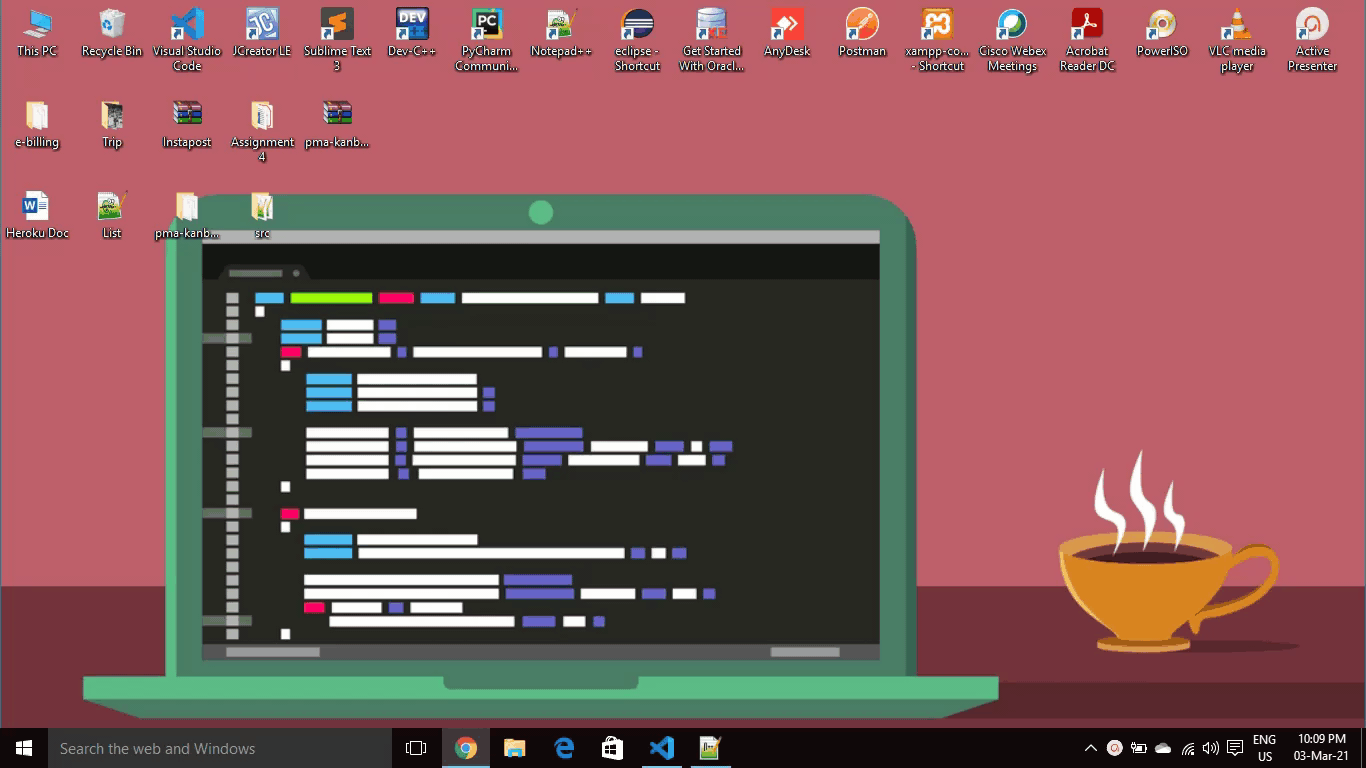 This PC
Recycle Bin
Visual Studio
Code
JCreator LE
Sublime Text
3
Dev-C++
PyCharm
Communi...
Notepad++
eclipse -
Shortcut
Get Started
With Oracl...
AnyDesk
Postman
xampp-co...
- Shortcut
Cisco Webex
Meetings
Acrobat
Reader DC
PowerISO
VLC media
player
Active
Presenter
e-billing
Trip
Instapost
Assignment
4
pma-kanb...
Heroku Doc
List
pma-kanb...
src
Search the web and Windows
ENG
US
10:09 PM
03-Mar-21